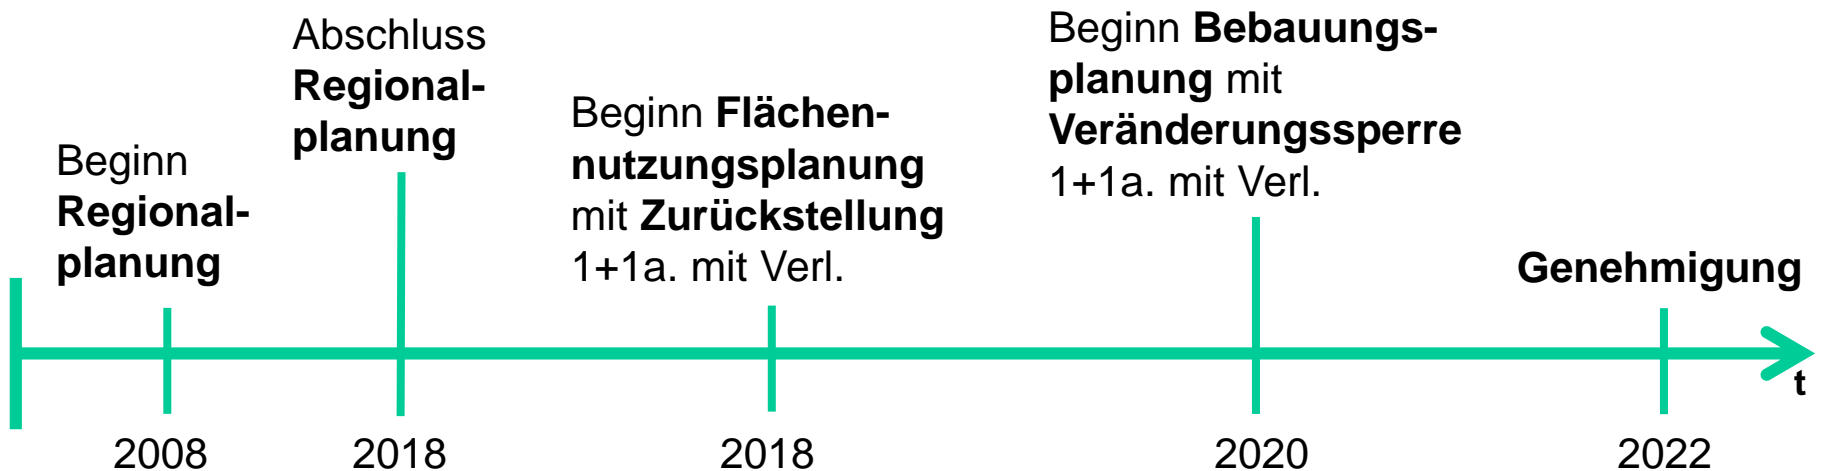 Beginn
Regional-
planung
Abschluss
Regional-
planung
Beginn Flächen-
nutzungsplanung
mit Zurückstellung
1+1a. mit Verl.
Beginn Bebauungs-
planung mit
Veränderungssperre
1+1a. mit Verl.
Genehmigung
t
2008
2018
2018
2020
2022